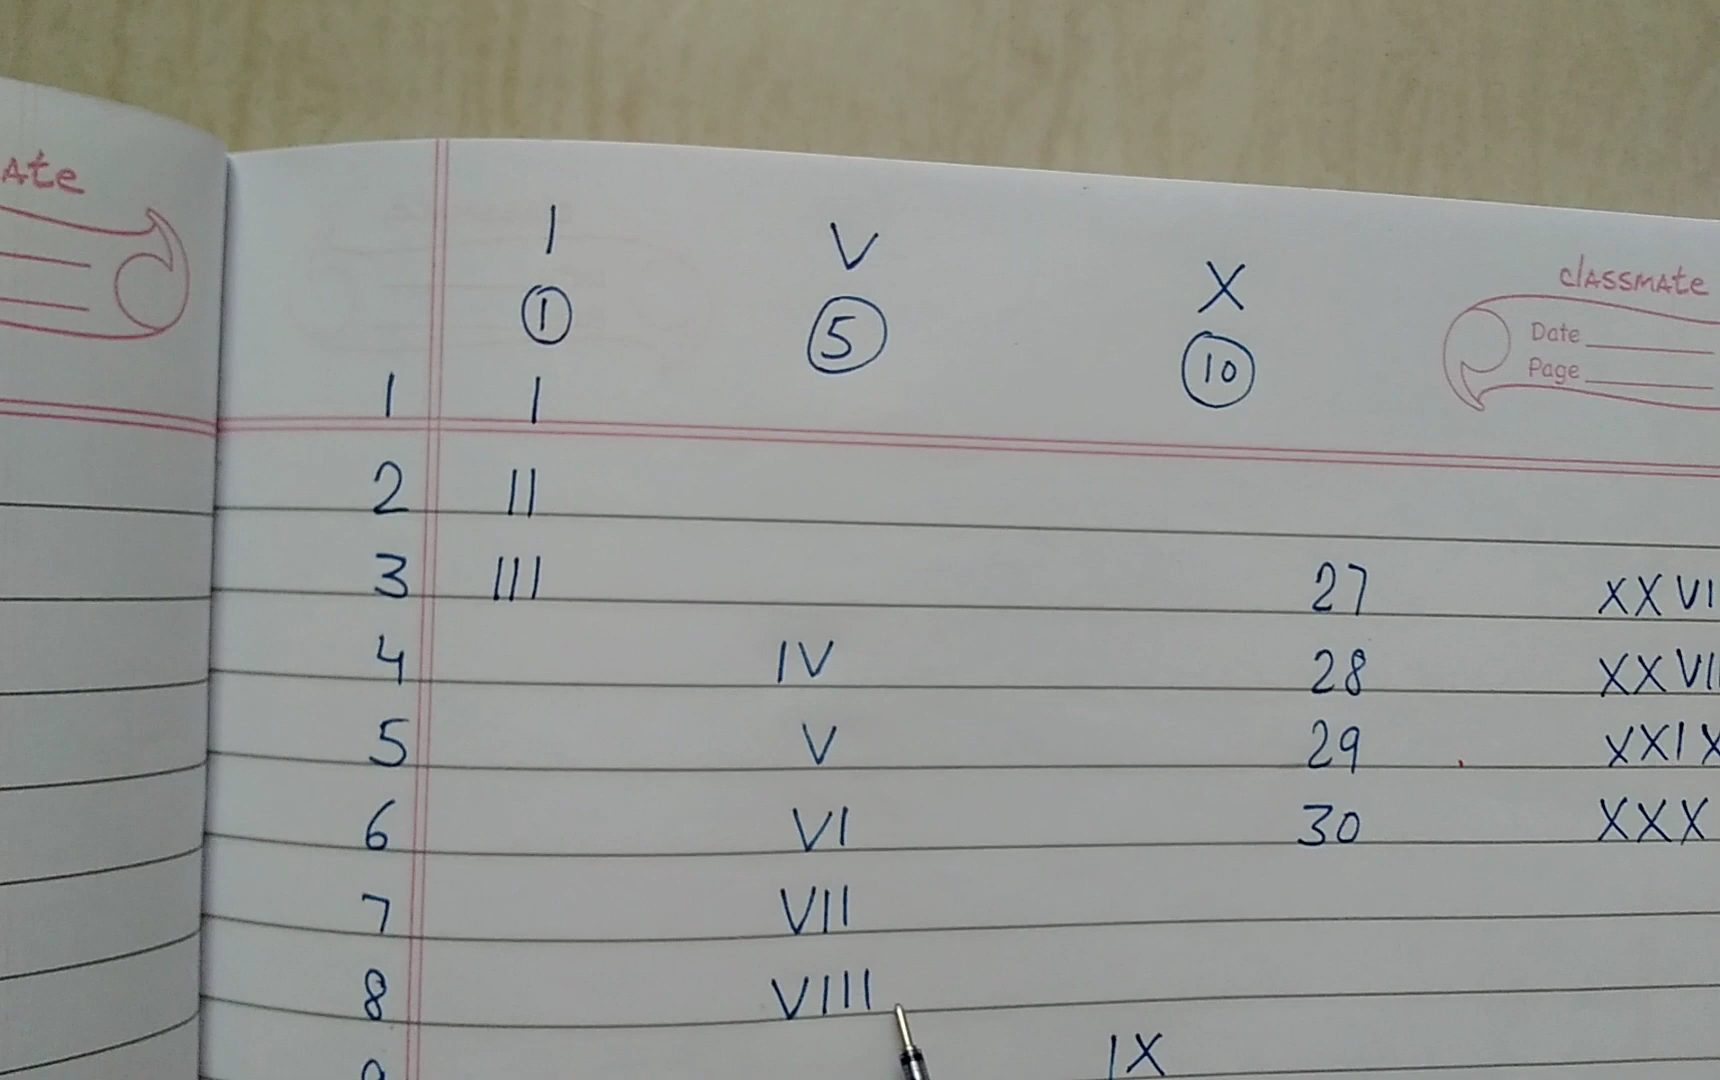 Ate
I V X
classmate
1 5 10
Date
Page
1 I
2 II
3 III 27 XXVI
4 IV 28 XXVII
5 V 29 XXIX
6 VI 30 XXX
7 VII
8 VIII
IX